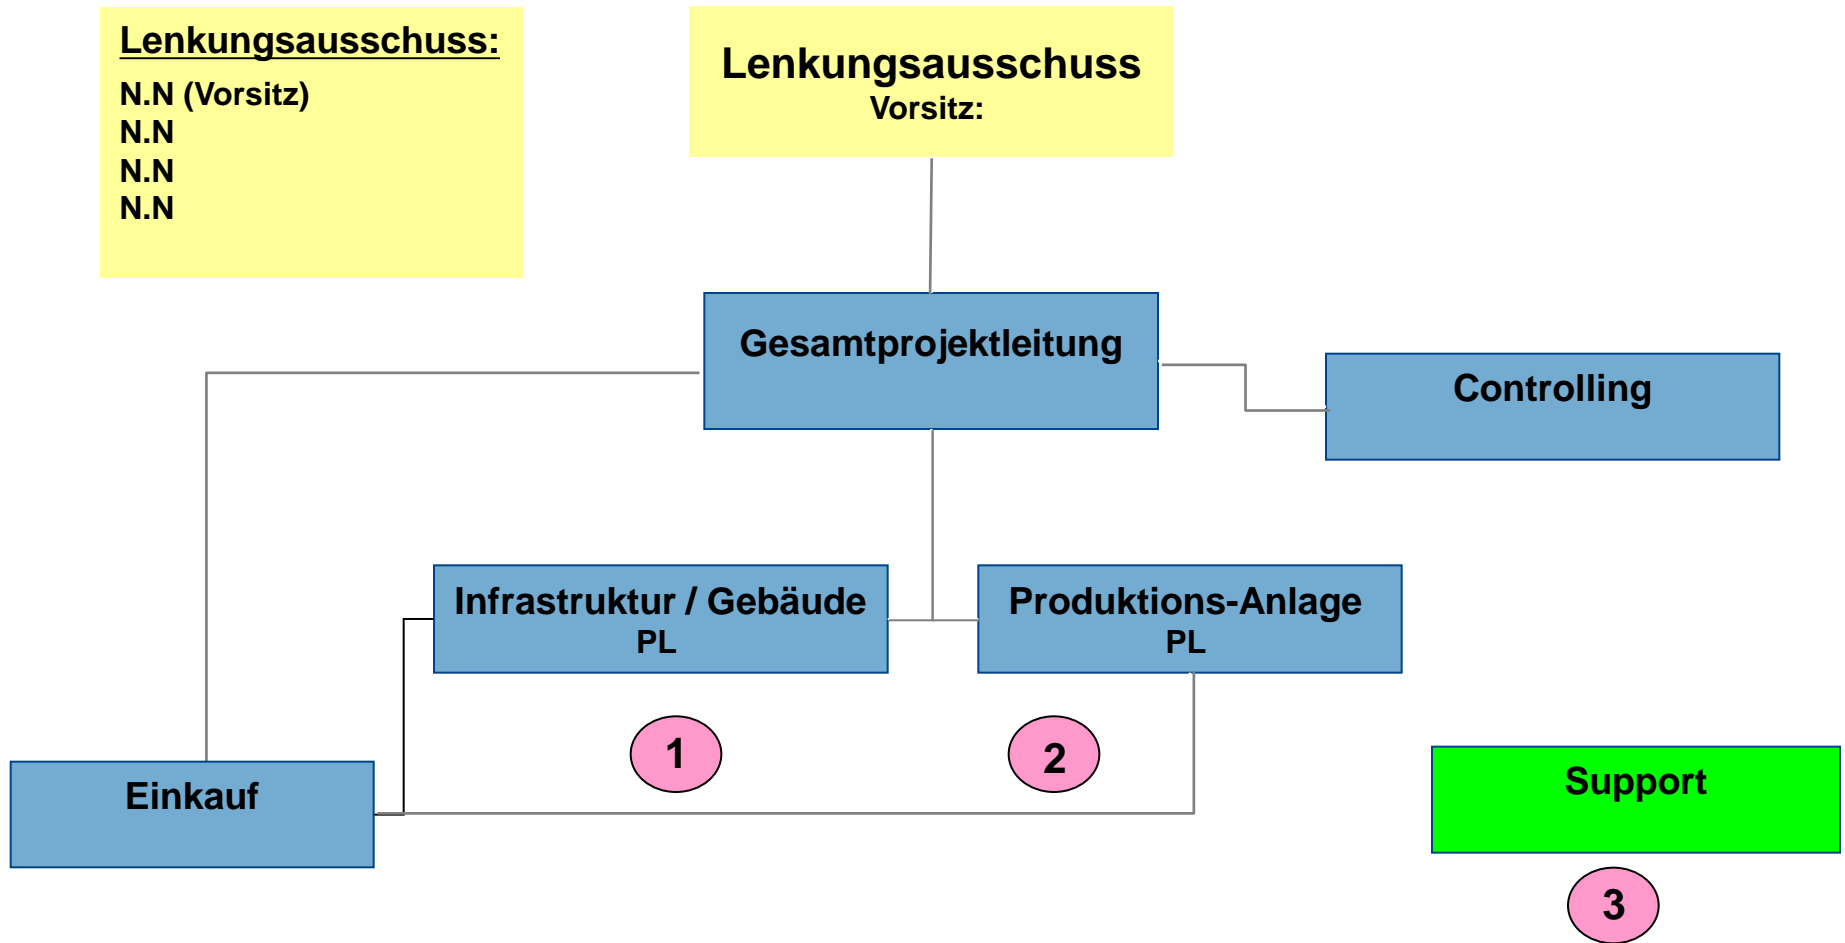 Lenkungsausschuss:
N.N (Vorsitz)
N.N
N.N
N.N
Lenkungsausschuss
Vorsitz:
Gesamtprojektleitung
Controlling
Infrastruktur / Gebäude
PL
Produktions-Anlage
PL
1
2
Einkauf
Support
3